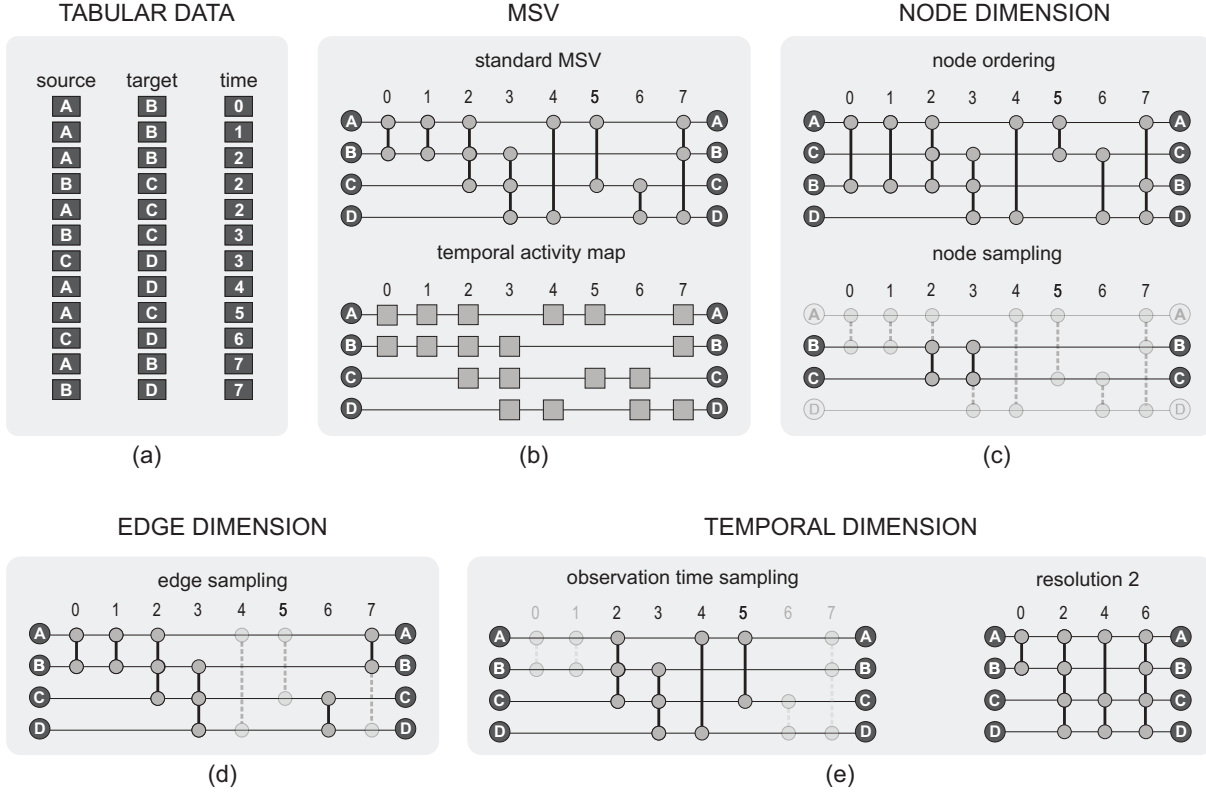 TABULAR DATA
MSV
NODE DIMENSION
source target time
A B 0
A B 1
A B 2
B C 2
A C 2
B C 3
C D 3
A D 4
A C 5
C D 6
A B 7
B D 7
(a)
standard MSV
0 1 2 3 4 5 6 7
A A
B B
C C
D D
temporal activity map
0 1 2 3 4 5 6 7
A A
B B
C C
D D
(b)
node ordering
0 1 2 3 4 5 6 7
A A
C C
B B
D D
node sampling
0 1 2 3 4 5 6 7
A A
B B
C C
D D
(c)
EDGE DIMENSION
TEMPORAL DIMENSION
edge sampling
0 1 2 3 4 5 6 7
A A
B B
C C
D D
(d)
observation time sampling
0 1 2 3 4 5 6 7
A A
B B
C C
D D
resolution 2
0 2 4 6
A A
B B
C C
D D
(e)